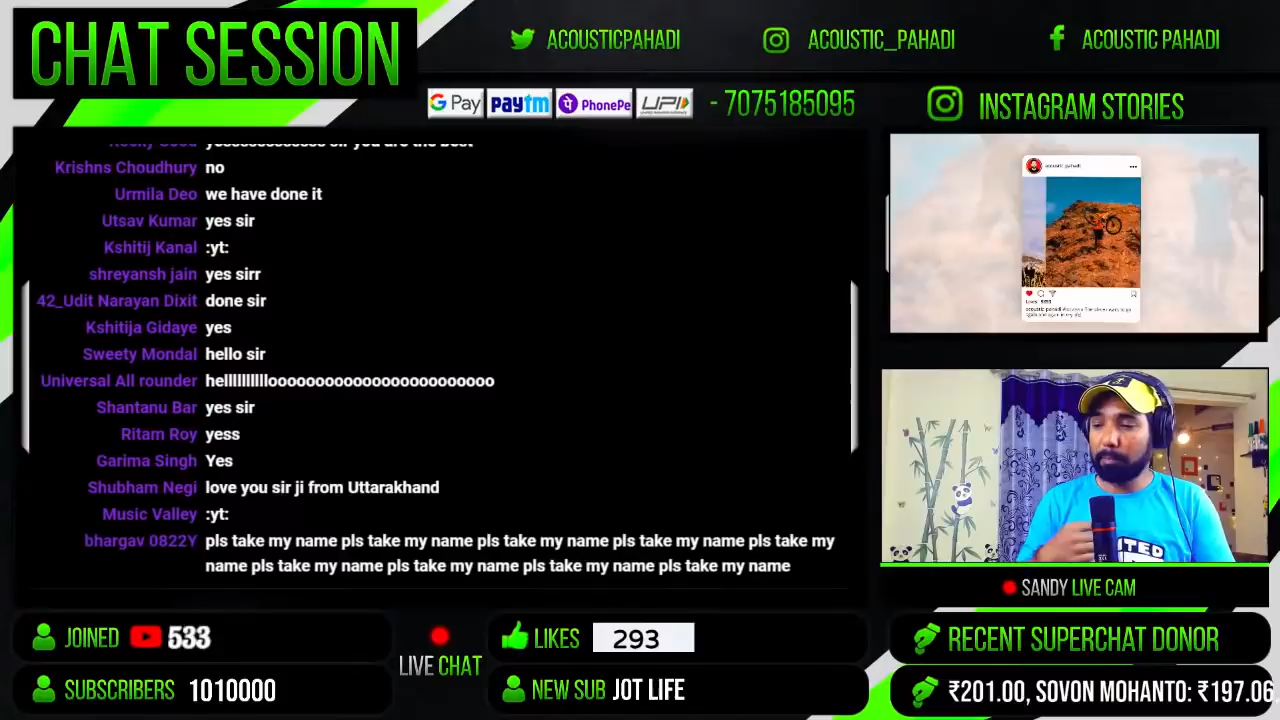 CHAT SESSION
ACOUSTICPAHADI
ACOUSTIC_PAHADI
ACOUSTIC PAHADI
G Pay paytm PhonePe UPI - 7075185095
INSTAGRAM STORIES
Krishns Choudhury no
Urmila Deo we have done it
Utsav Kumar yes sir
Kshitij Kanal :yt:
shreyansh jain yes sirr
42_Udit Narayan Dixit done sir
Kshitija Gidaye yes
Sweety Mondal hello sir
Universal All rounder helllllllllloooooooooooooooooooooooo
Shantanu Bar yes sir
Ritam Roy yess
Garima Singh Yes
Shubham Negi love you sir ji from Uttarakhand
Music Valley :yt:
bhargav 0822Y pls take my name pls take my name pls take my name pls take my name pls take my
name pls take my name pls take my name pls take my name pls take my name
acoustic pahadi
SANDY LIVE CAM
JOINED 533
SUBSCRIBERS 1010000
LIVE CHAT
LIKES 293
NEW SUB JOT LIFE
RECENT SUPERCHAT DONOR
₹201.00, SOVON MOHANTO: ₹197.06